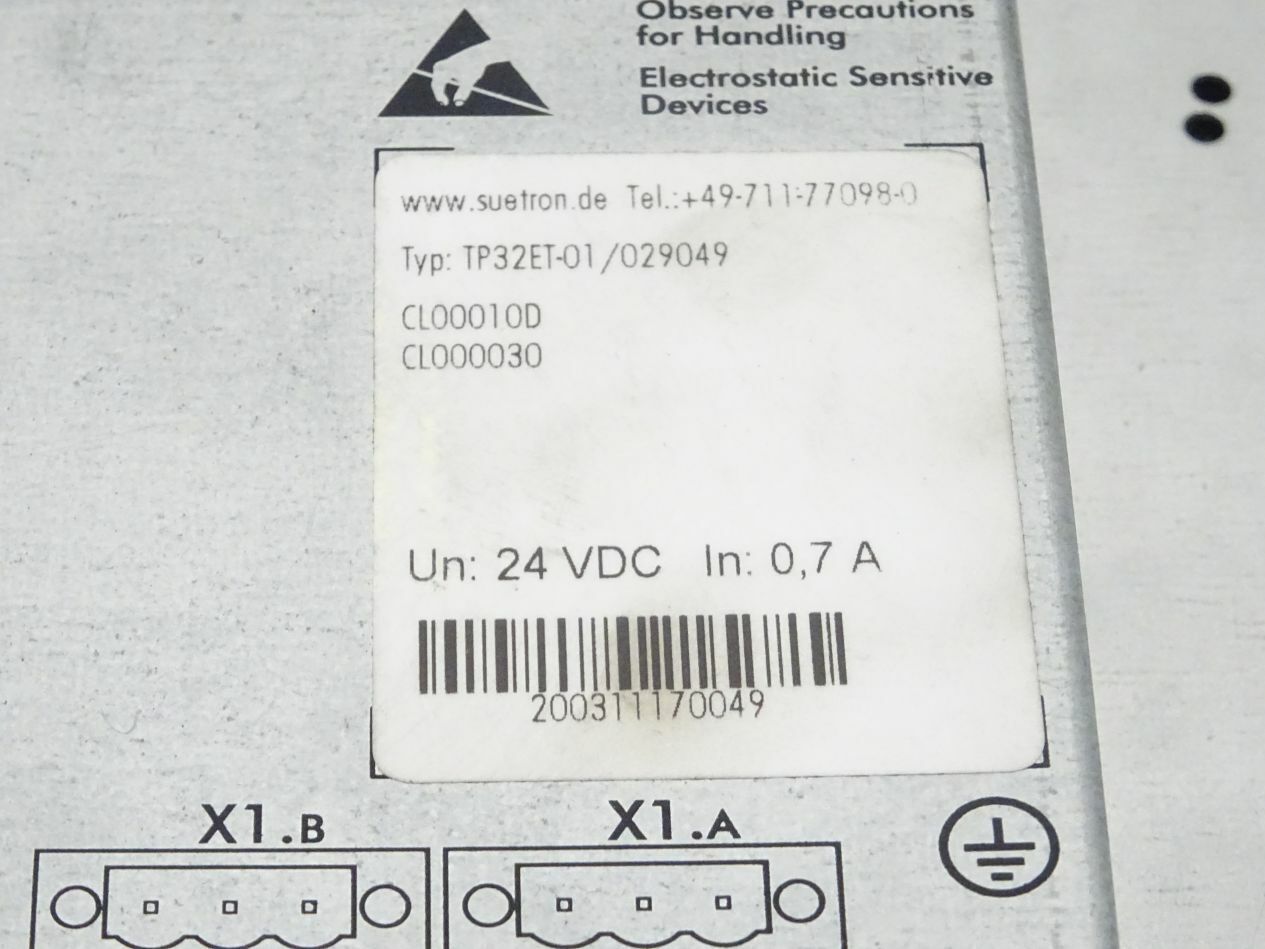 Observe Precautions
for Handling
Electrostatic Sensitive
Devices
www.suetron.de Tel.:+49-711-77098-0
Typ: TP32ET-01/029049
CL00010D
CL000030
Un: 24 VDC In: 0,7 A
200311170049
X1.B X1.A